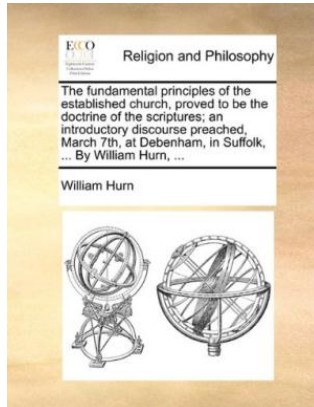 ECCO
Religion and Philosophy
The fundamental principles of the
established church, proved to be the
doctrine of the scriptures; an
introductory discourse preached,
March 7th, at Debenham, in Suffolk,
... By William Hurn, ...
William Hurn